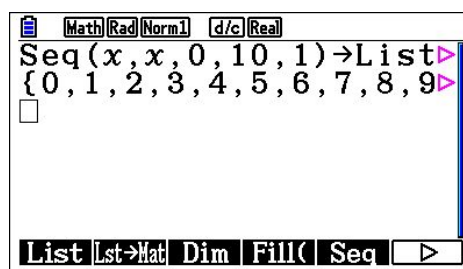 Math Rad Norm1 d/c Real
Seq(x,x,0,10,1)→List▷
{0,1,2,3,4,5,6,7,8,9▷
List Lst→Mat Dim Fill( Seq ▷